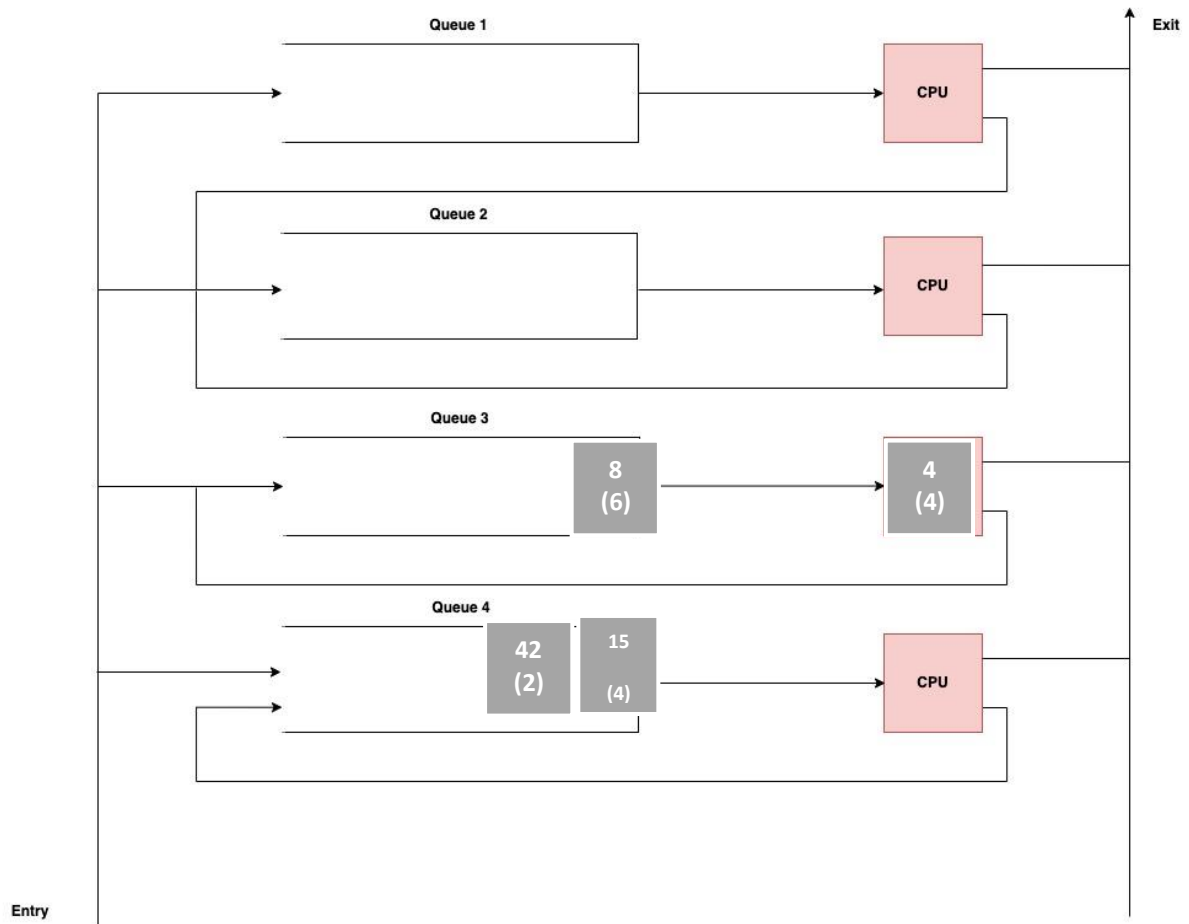 Queue 1
Exit
CPU
Queue 2
CPU
Queue 3
8
(6)
4
(4)
Queue 4
42
(2)
15
(4)
CPU
Entry